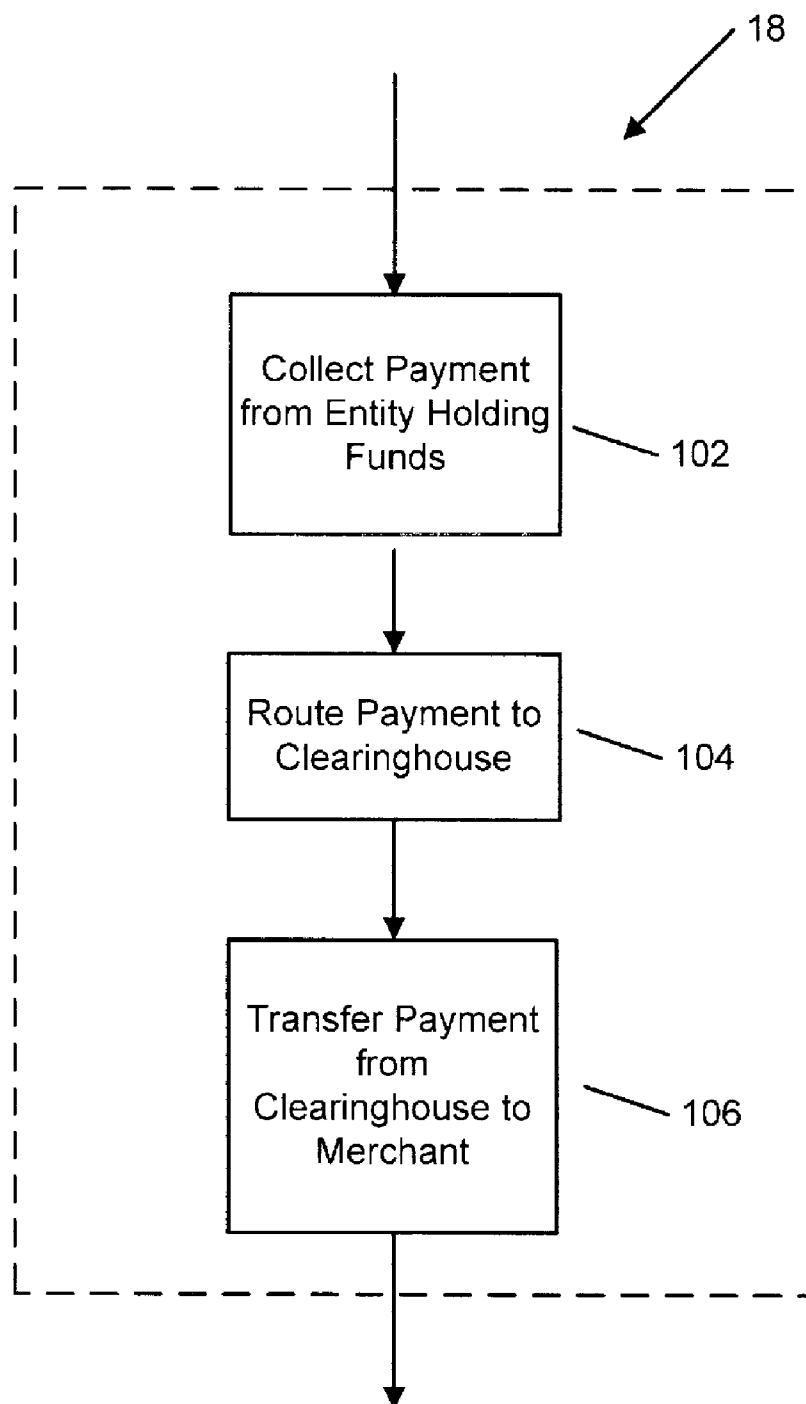 18
Collect Payment
from Entity Holding
Funds
102
Route Payment to
Clearinghouse
104
Transfer Payment
from
Clearinghouse to
Merchant
106